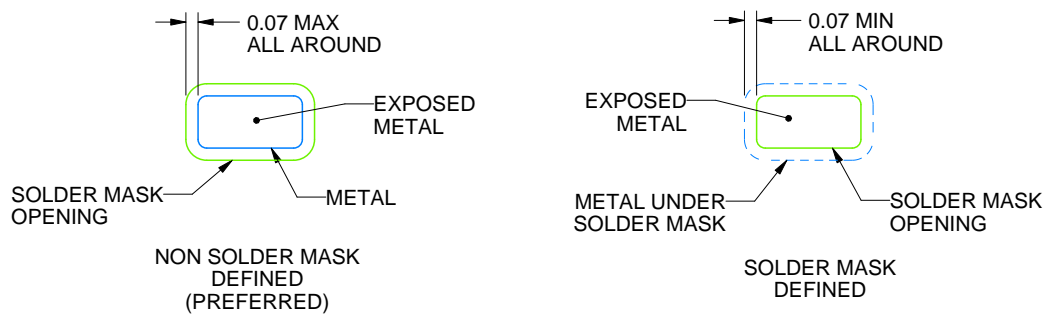 0.07 MAX
ALL AROUND
EXPOSED
METAL
SOLDER MASK
OPENING
METAL
NON SOLDER MASK
DEFINED
(PREFERRED)
0.07 MIN
ALL AROUND
EXPOSED
METAL
METAL UNDER
SOLDER MASK
SOLDER MASK
OPENING
SOLDER MASK
DEFINED